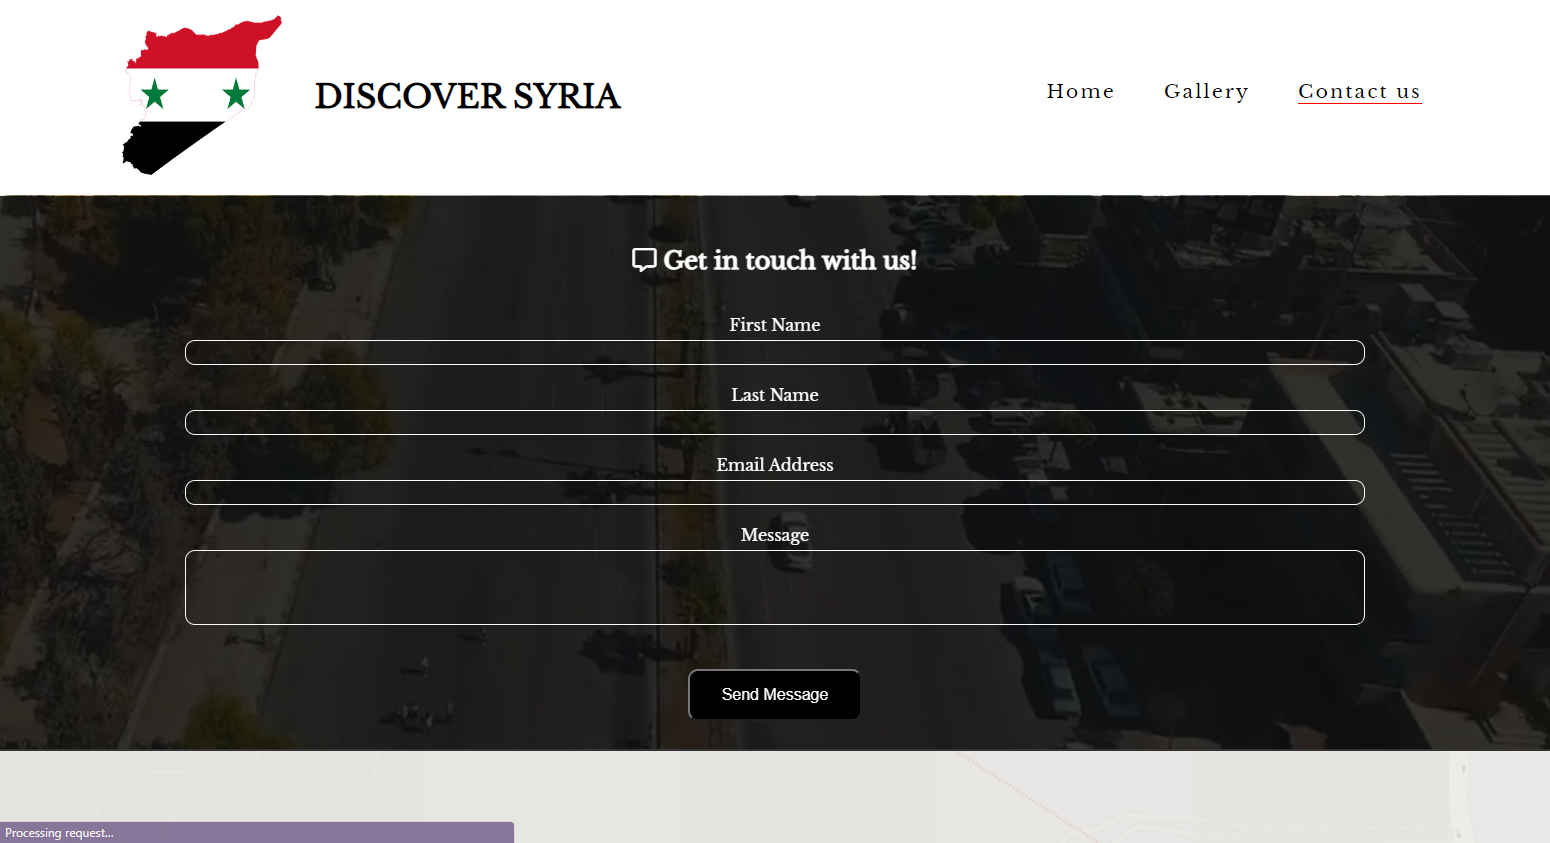 DISCOVER SYRIA
Home Gallery Contact us
Get in touch with us!
First Name
Last Name
Email Address
Message
Send Message
Processing request...